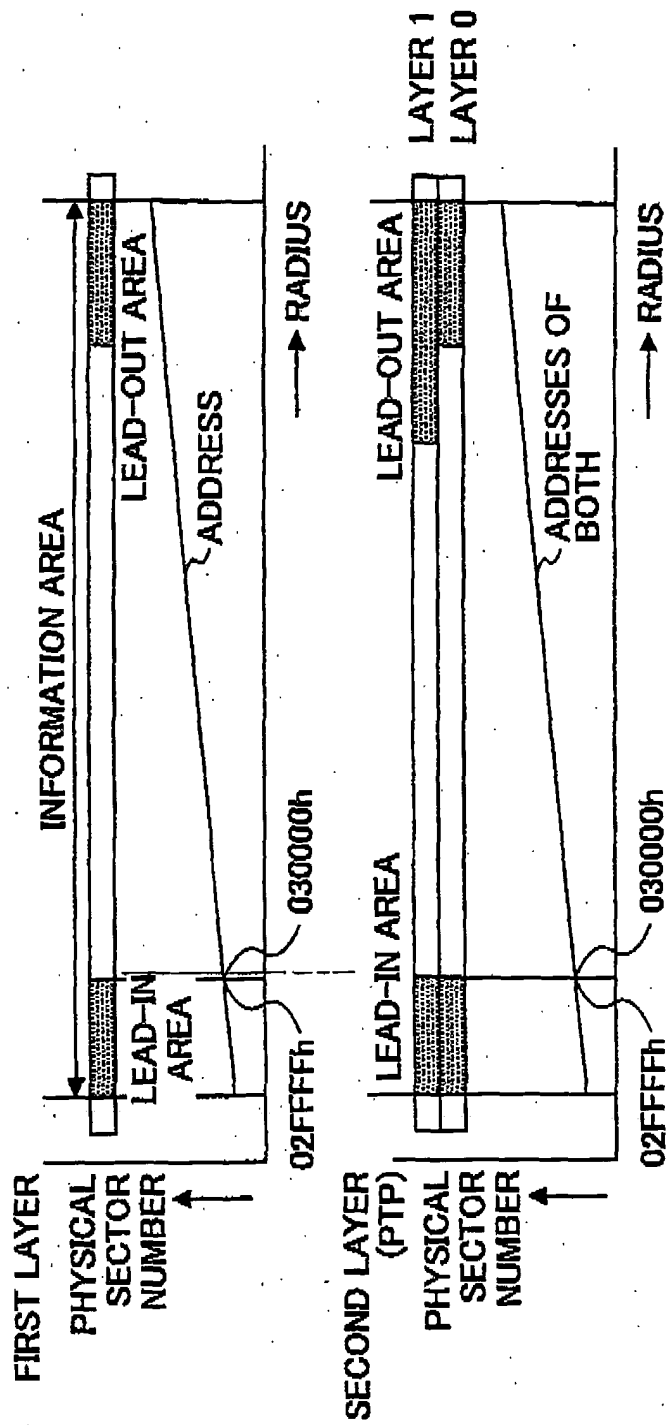 FIRST LAYER
INFORMATION AREA
PHYSICAL
SECTOR
NUMBER
LEAD-IN
AREA
LEAD-OUT AREA
ADDRESS
02FFFFh
030000h
RADIUS
SECOND LAYER
(PTP)
LEAD-IN AREA
LEAD-OUT AREA
LAYER 1
LAYER 0
PHYSICAL
SECTOR
NUMBER
ADDRESSES OF
BOTH
02FFFFh
030000h
RADIUS